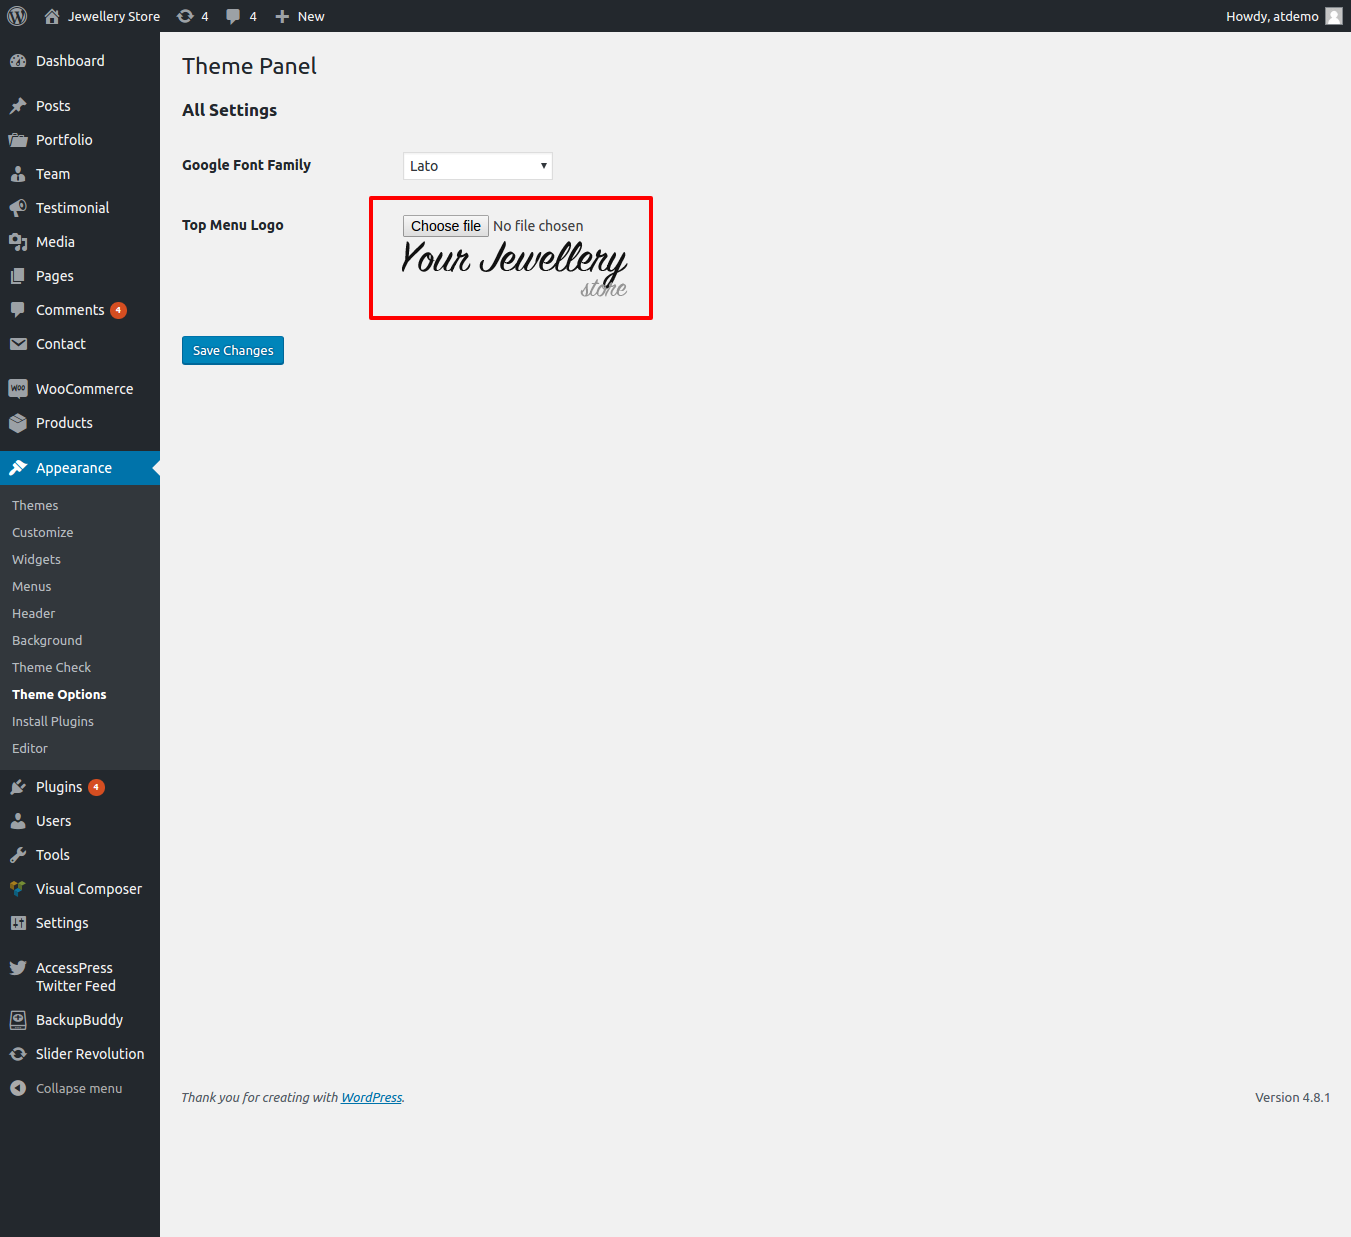 Jewellery Store 4 4 New Howdy, atdemo
Dashboard
Posts
Portfolio
Team
Testimonial
Media
Pages
Comments 4
Contact
WooCommerce
Products
Appearance
Themes
Customize
Widgets
Menus
Header
Background
Theme Check
Theme Options
Install Plugins
Editor
Plugins 4
Users
Tools
Visual Composer
Settings
AccessPress
Twitter Feed
BackupBuddy
Slider Revolution
Collapse menu
Theme Panel
All Settings
Google Font Family Lato
Top Menu Logo Choose file No file chosen
Your Jewellery
store
Save Changes
Thank you for creating with WordPress. Version 4.8.1